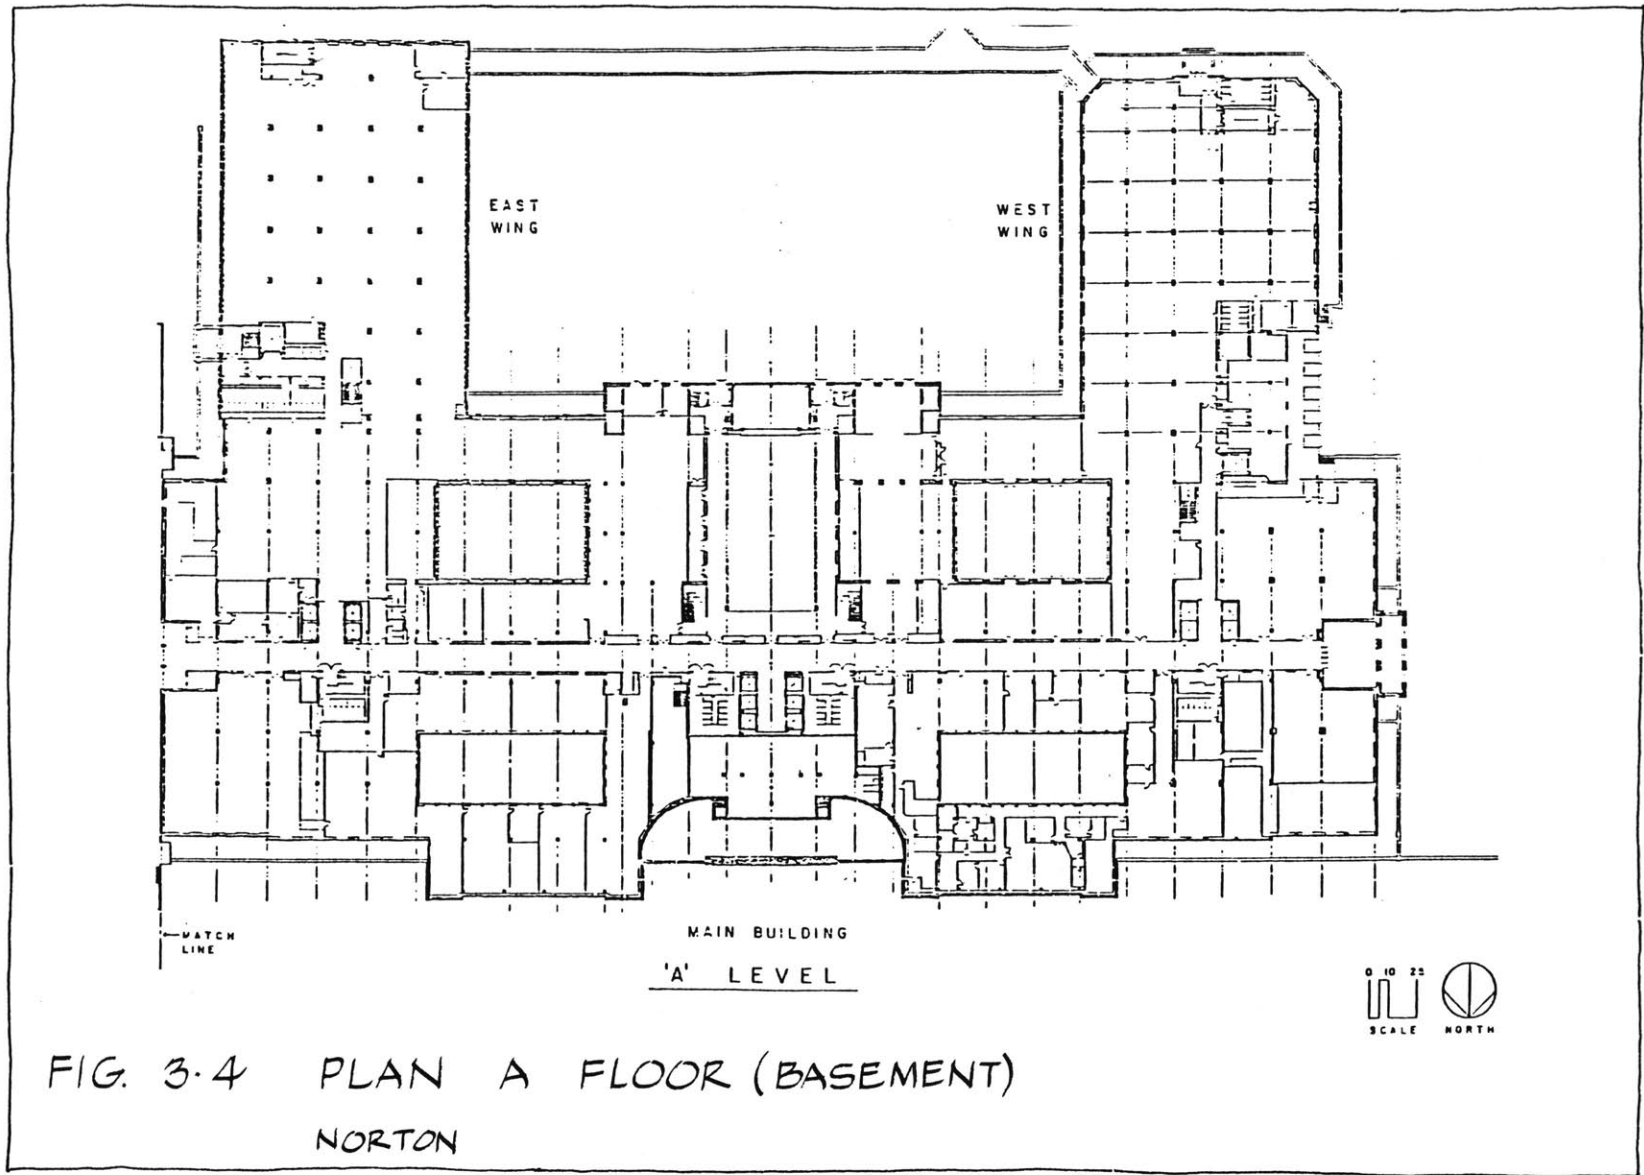 EAST
WING
WEST
WING
MATCH
LINE
MAIN BUILDING
'A' LEVEL
0 10 25
SCALE
NORTH
FIG. 3.4 PLAN A FLOOR (BASEMENT)
NORTON